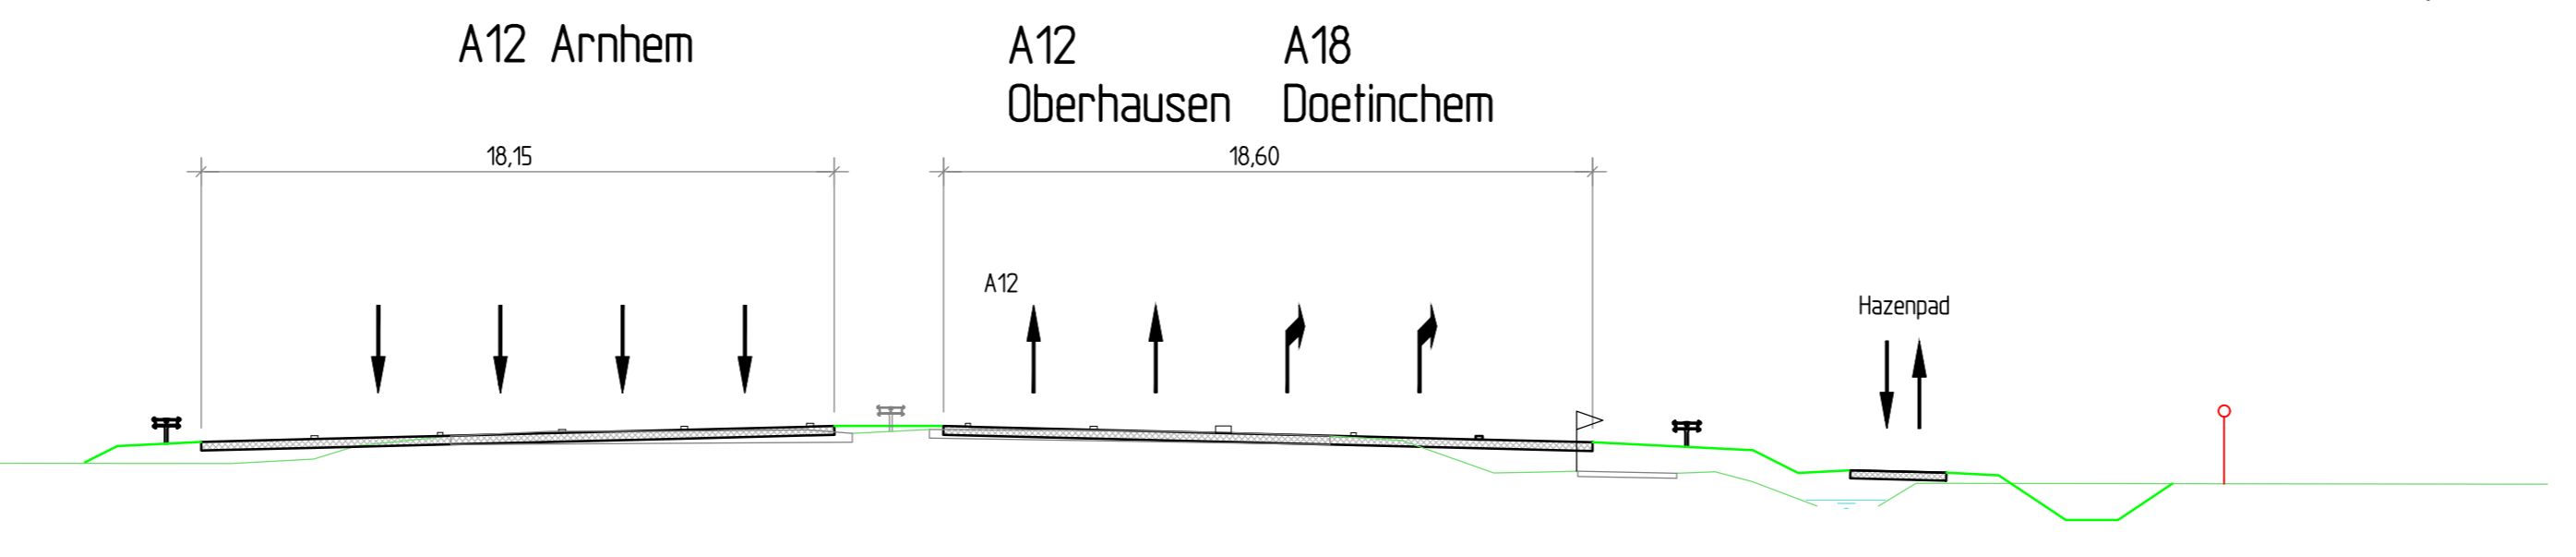 A12 Arnhem
A12
Oberhausen
A18
Doetinchem
18,15
18,60
A12
Hazenpad